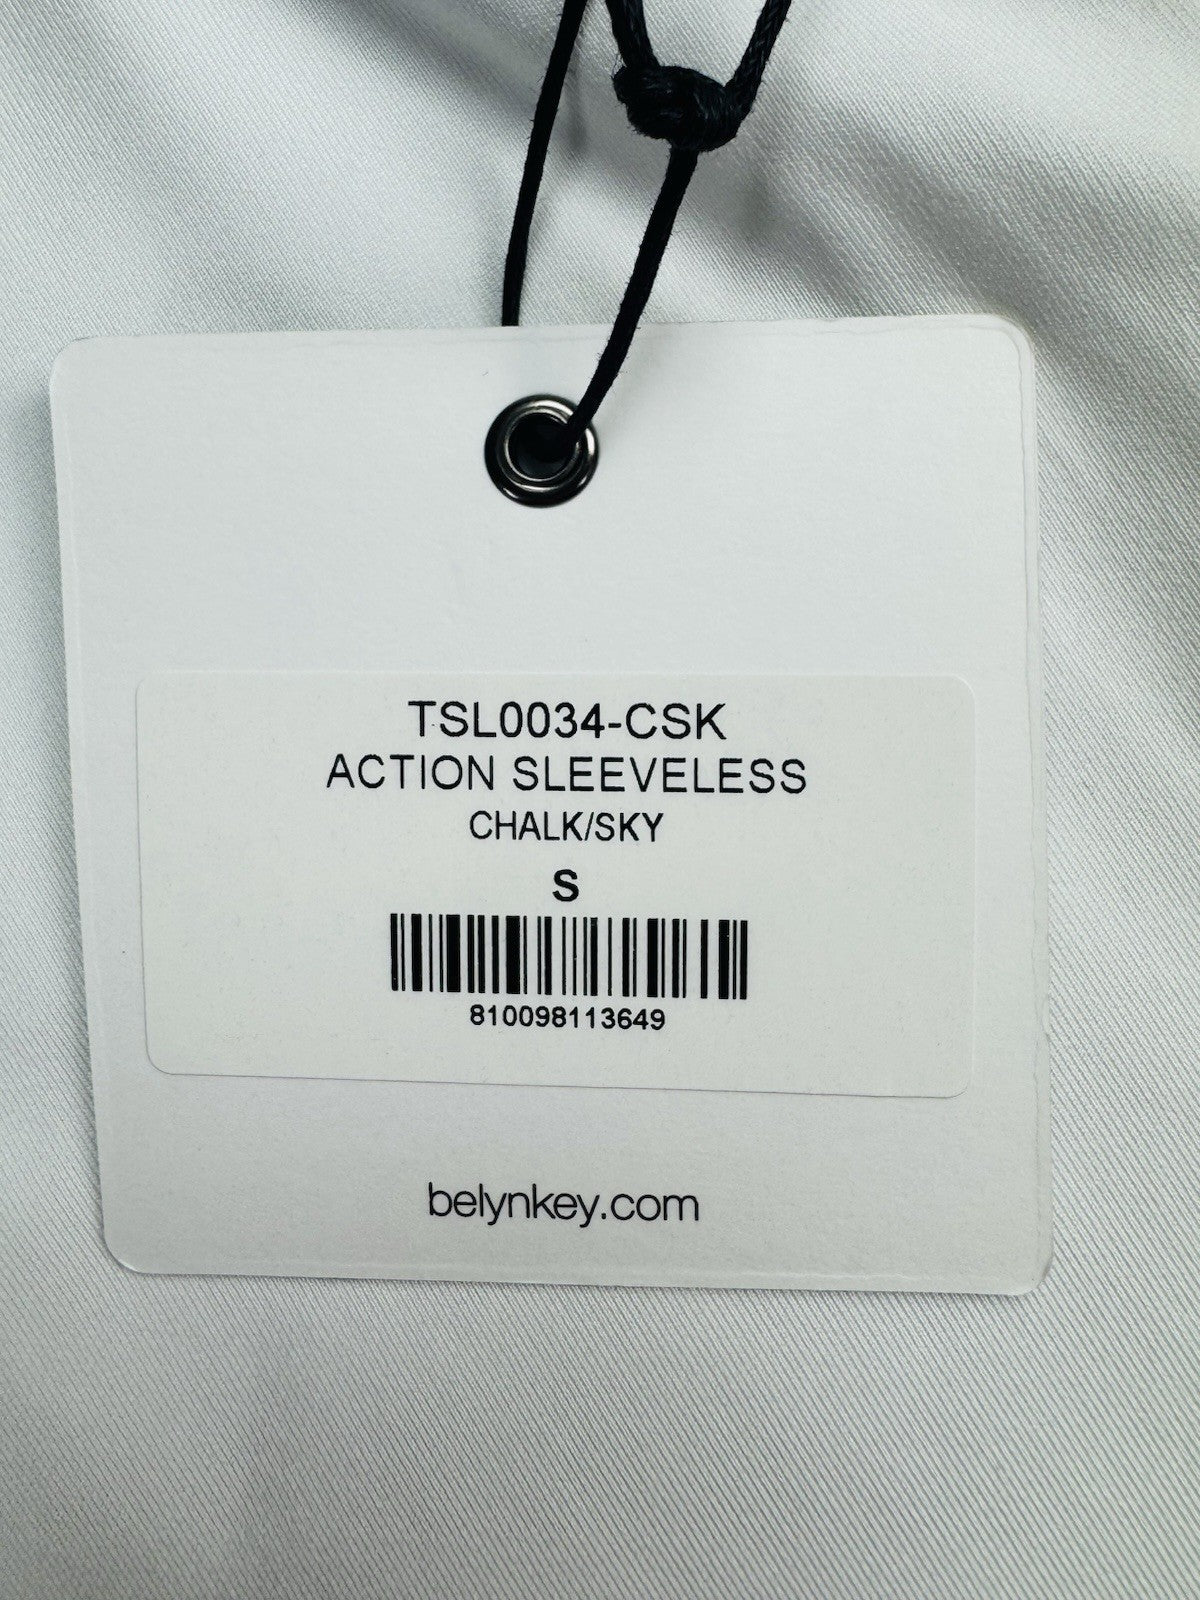 TSL0034-CSK
ACTION SLEEVELESS
CHALK/SKY
S
810098113649
belynkey.com